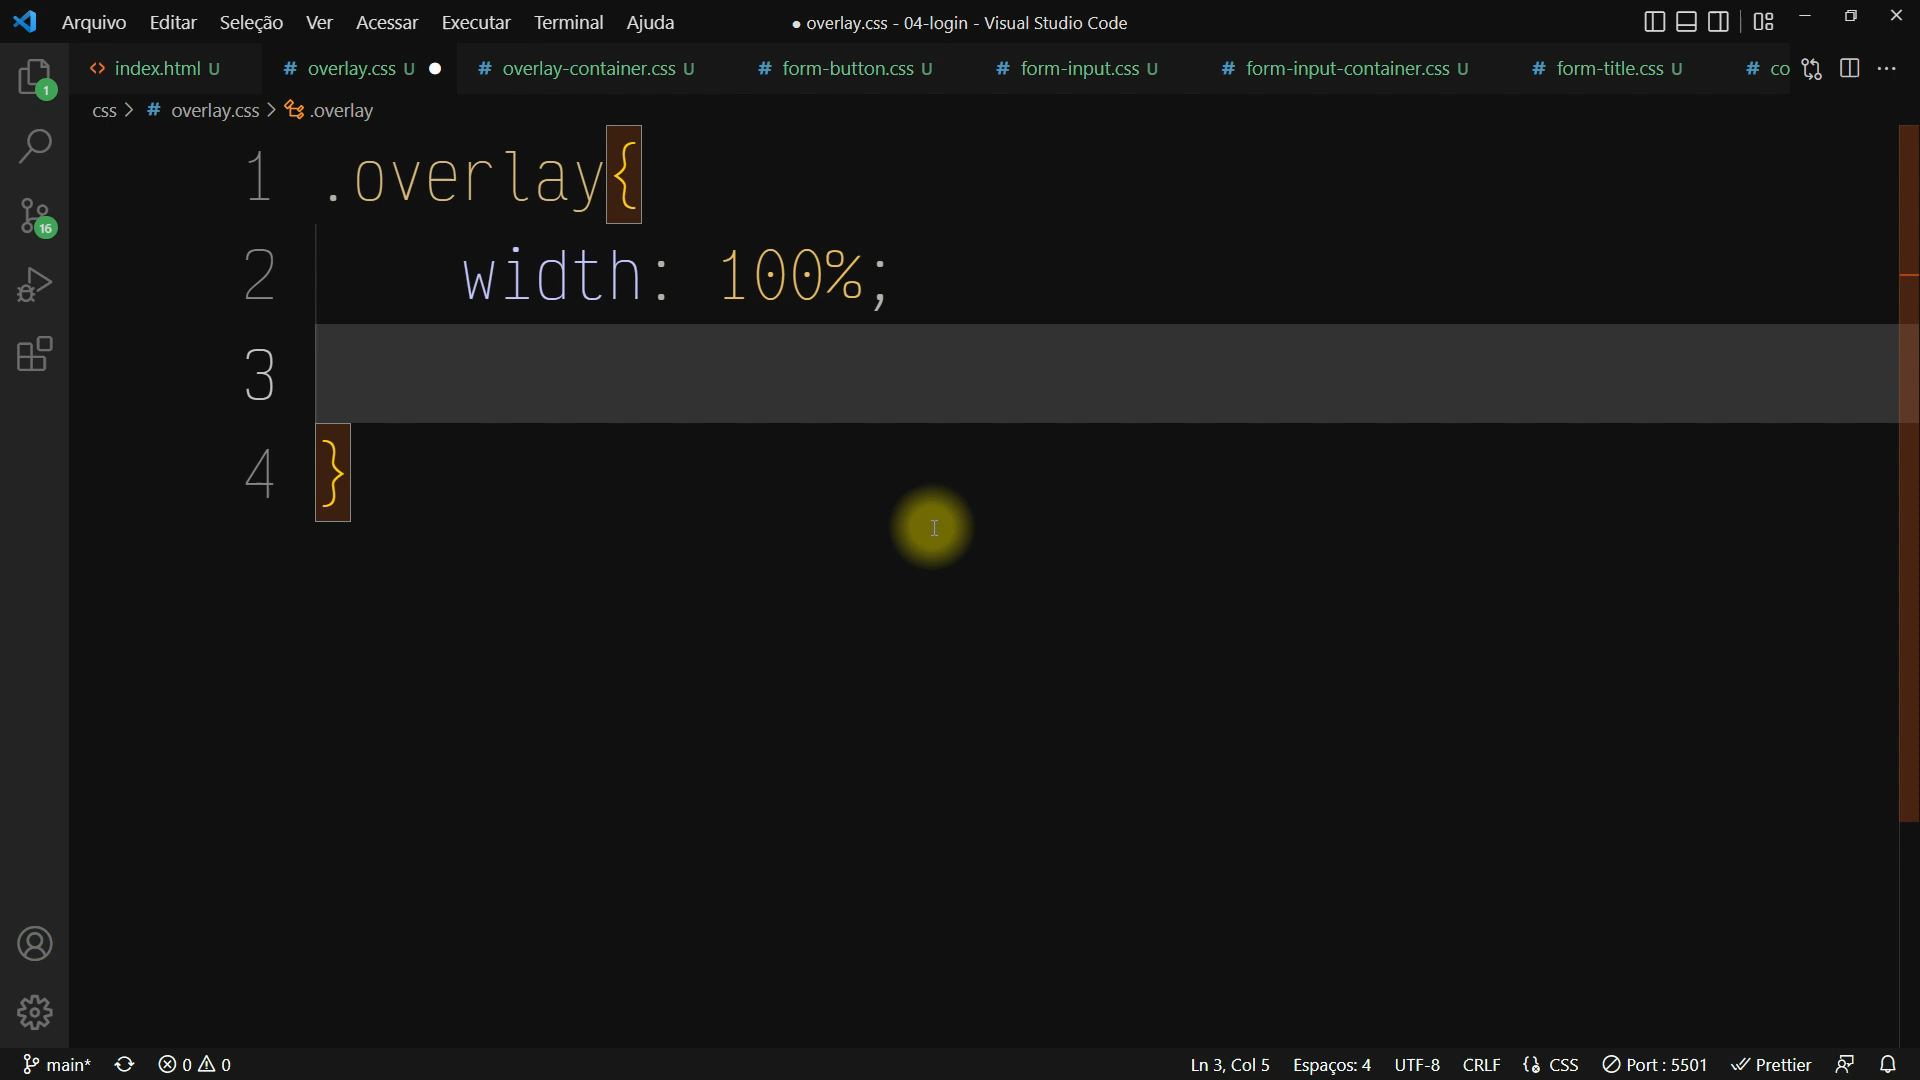 Arquivo Editar Seleção Ver Acessar Executar Terminal Ajuda ● overlay.css - 04-login - Visual Studio Code
<> index.html U # overlay.css U ● # overlay-container.css U # form-button.css U # form-input.css U # form-input-container.css U # form-title.css U # co
css > # overlay.css > .overlay
1 .overlay{
2 width: 100%;
3
4 }
1
16
main* 0 0 Ln 3, Col 5 Espaços: 4 UTF-8 CRLF CSS Port : 5501 Prettier